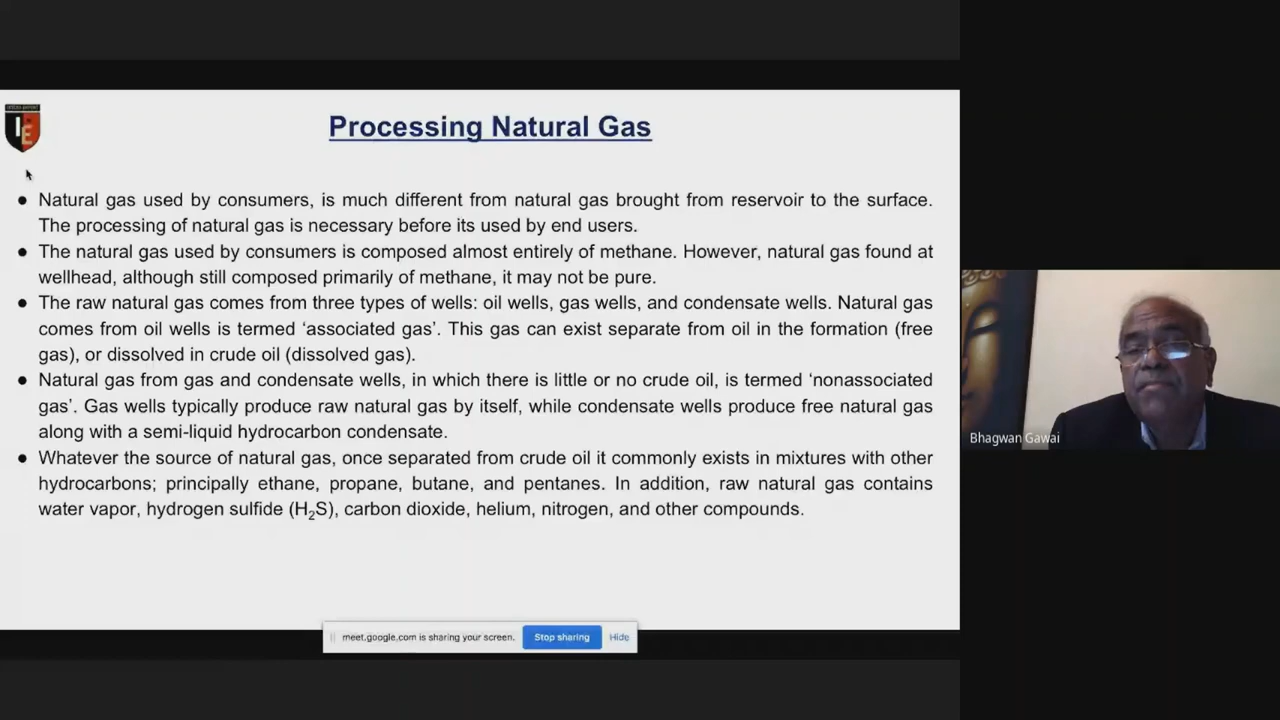 Processing Natural Gas
● Natural gas used by consumers, is much different from natural gas brought from reservoir to the surface.
The processing of natural gas is necessary before its used by end users.
● The natural gas used by consumers is composed almost entirely of methane. However, natural gas found at
wellhead, although still composed primarily of methane, it may not be pure.
● The raw natural gas comes from three types of wells: oil wells, gas wells, and condensate wells. Natural gas
comes from oil wells is termed ‘associated gas’. This gas can exist separate from oil in the formation (free
gas), or dissolved in crude oil (dissolved gas).
● Natural gas from gas and condensate wells, in which there is little or no crude oil, is termed ‘nonassociated
gas’. Gas wells typically produce raw natural gas by itself, while condensate wells produce free natural gas
along with a semi-liquid hydrocarbon condensate.
● Whatever the source of natural gas, once separated from crude oil it commonly exists in mixtures with other
hydrocarbons; principally ethane, propane, butane, and pentanes. In addition, raw natural gas contains
water vapor, hydrogen sulfide (H₂S), carbon dioxide, helium, nitrogen, and other compounds.
Bhagwan Gawai
meet.google.com is sharing your screen. Stop sharing Hide
IE